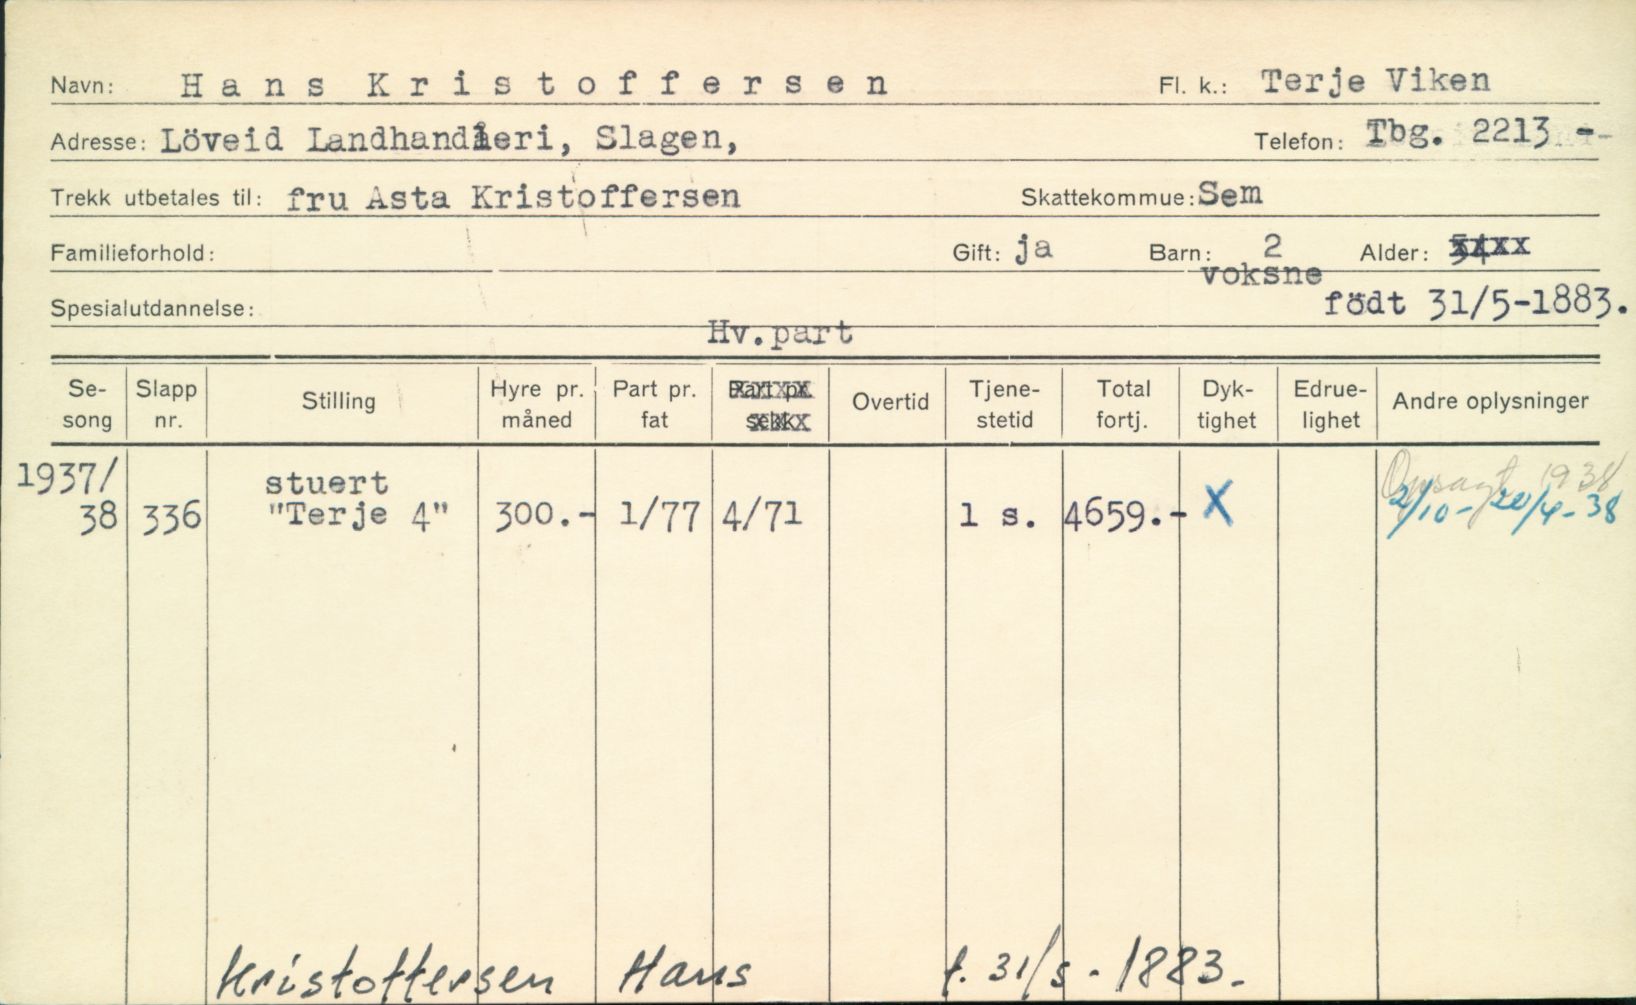 Navn: Hans Kristoffersen Fl. k.: Terje Viken
Adresse: Löveid Landhandleri, Slagen, Telefon: Tbg. 2213 -
Trekk utbetales til: fru Asta Kristoffersen Skattekommue: Sem
Familieforhold: Gift: ja Barn: 2 voksne Alder: 54
Spesialutdannelse: födt 31/5-1883.
Hv.part
Se-song Slapp nr. Stilling Hyre pr. måned Part pr. fat Part pr. sekk Overtid Tjene-stetid Total fortj. Dyk-tighet Edrue-lighet Andre oplysninger
1937/ stuert Opsagt 1938
38 336 "Terje 4" 300.- 1/77 4/71 1 s. 4659.- X 2/10 - 20/4 - 38
Kristoffersen Hans f. 31/5 - 1883.